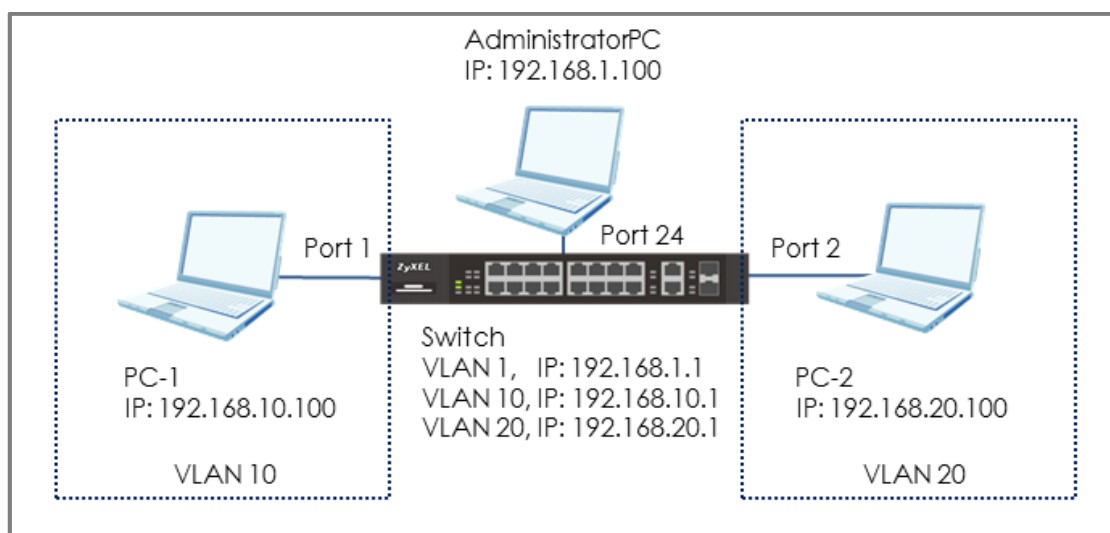 AdministratorPC
IP: 192.168.1.100
Port 1
Port 24
Port 2
ZyXEL
Switch
VLAN 1, IP: 192.168.1.1
VLAN 10, IP: 192.168.10.1
VLAN 20, IP: 192.168.20.1
PC-1
IP: 192.168.10.100
PC-2
IP: 192.168.20.100
VLAN 10
VLAN 20